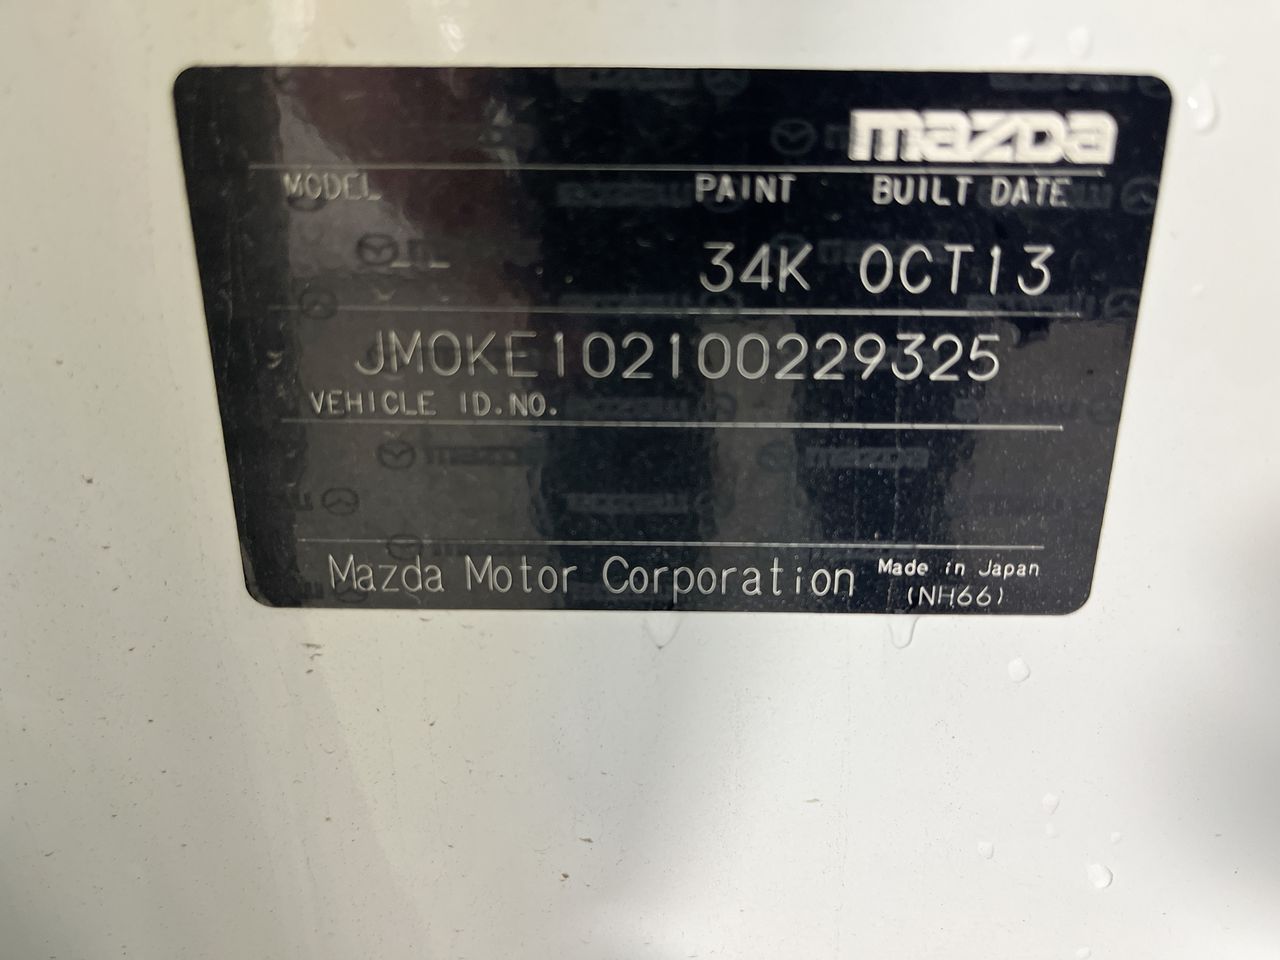 mazda
MODEL PAINT BUILT DATE
34K OCT13
JM0KE102100229325
VEHICLE ID.NO.
Mazda Motor Corporation Made in Japan
(NH66)